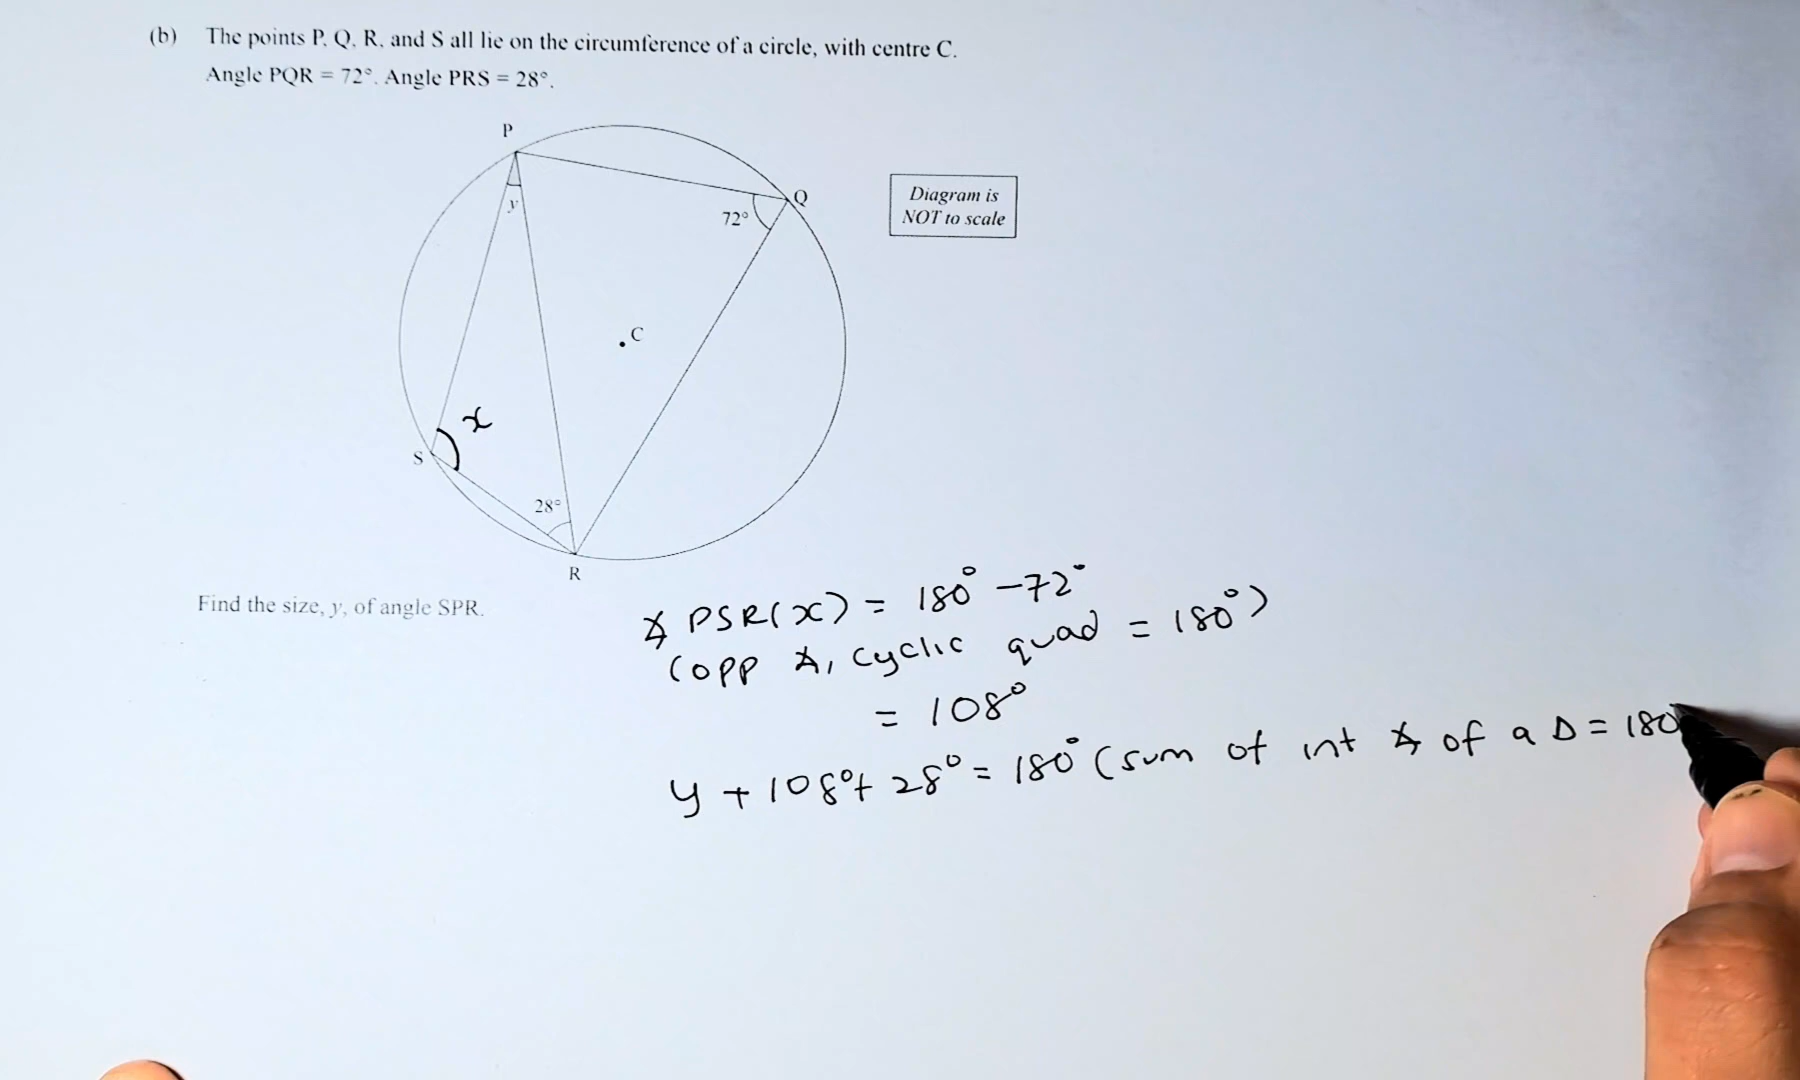 (b) The points P, Q, R, and S all lie on the circumference of a circle, with centre C.
Angle PQR = 72°. Angle PRS = 28°.
P
Q
y
72°
Diagram is
NOT to scale
C
x
S
28°
R
Find the size, y, of angle SPR.
∡ PSR(x) = 180° - 72°
(opp ∡, cyclic quad = 180°)
= 108°
y + 108° + 28° = 180° (sum of int ∡ of a Δ = 180